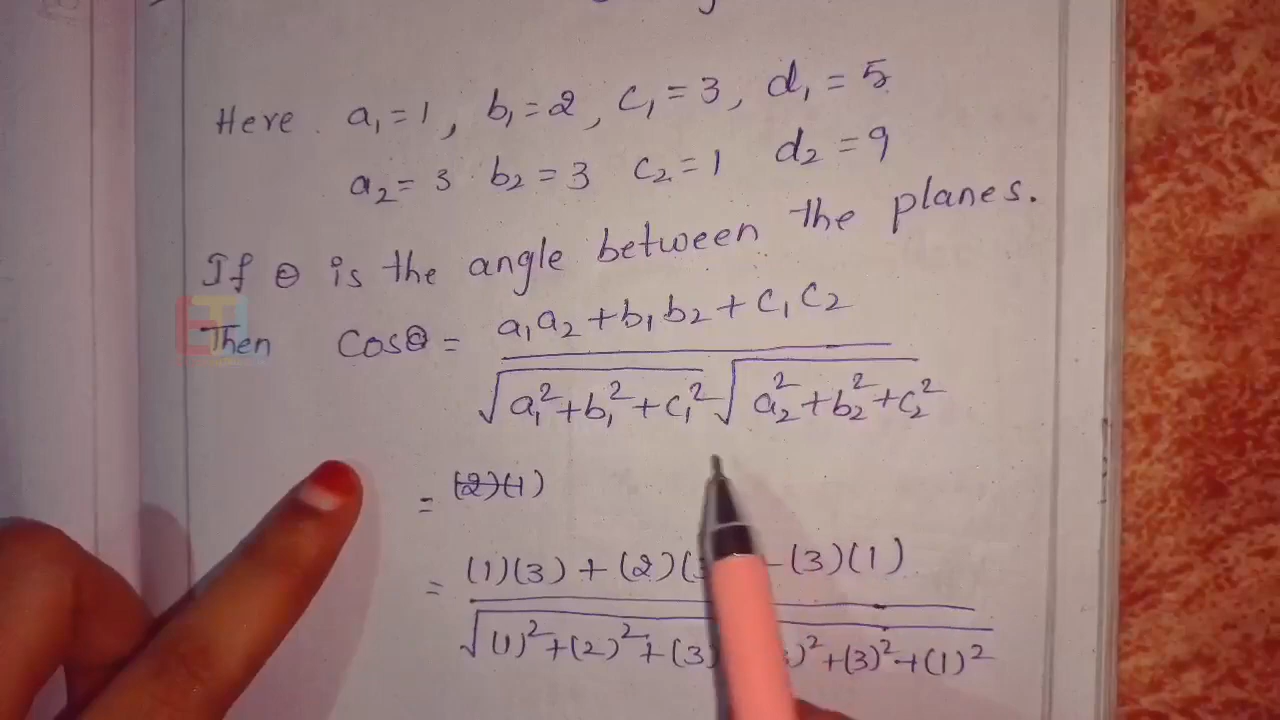 Here a₁=1, b₁=2, c₁=3, d₁=5
a₂=3 b₂=3 c₂=1 d₂=9
If θ is the angle between the planes.
Then Cosθ = a₁a₂+b₁b₂+c₁c₂
√a₁²+b₁²+c₁² √a₂²+b₂²+c₂²
= (2)(1)
= (1)(3) + (2)( (3)(1)
√(1)²+(2)²+(3) )²+(3)²+(1)²